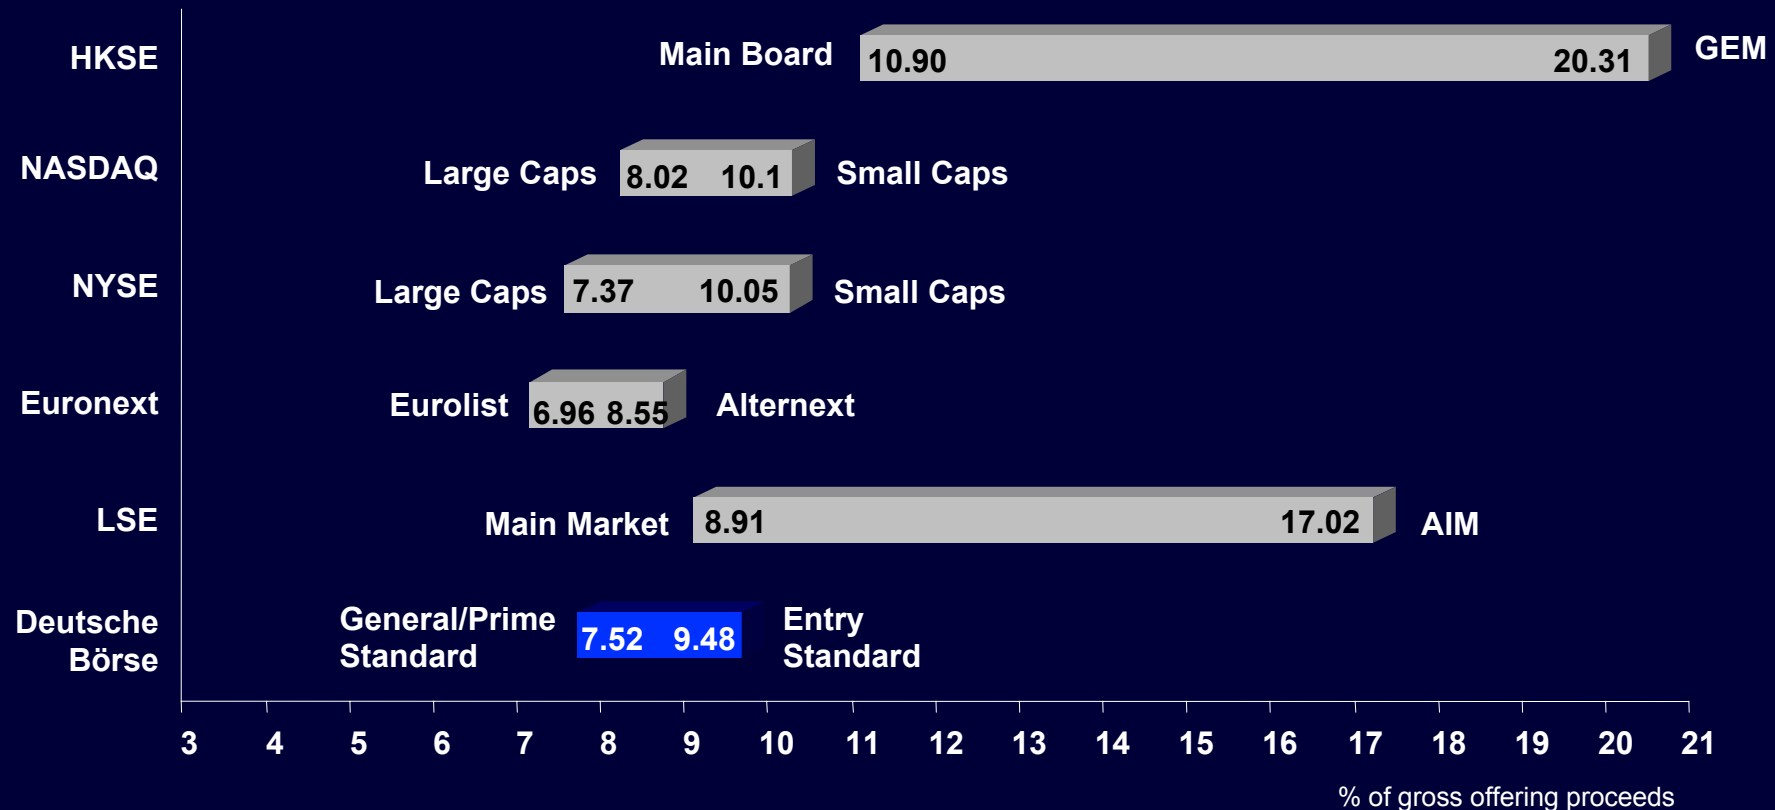 HKSE Main Board 10.90 20.31 GEM
NASDAQ Large Caps 8.02 10.1 Small Caps
NYSE Large Caps 7.37 10.05 Small Caps
Euronext Eurolist 6.96 8.55 Alternext
LSE Main Market 8.91 17.02 AIM
Deutsche
Börse
General/Prime
Standard
7.52 9.48
Entry
Standard
3 4 5 6 7 8 9 10 11 12 13 14 15 16 17 18 19 20 21
% of gross offering proceeds